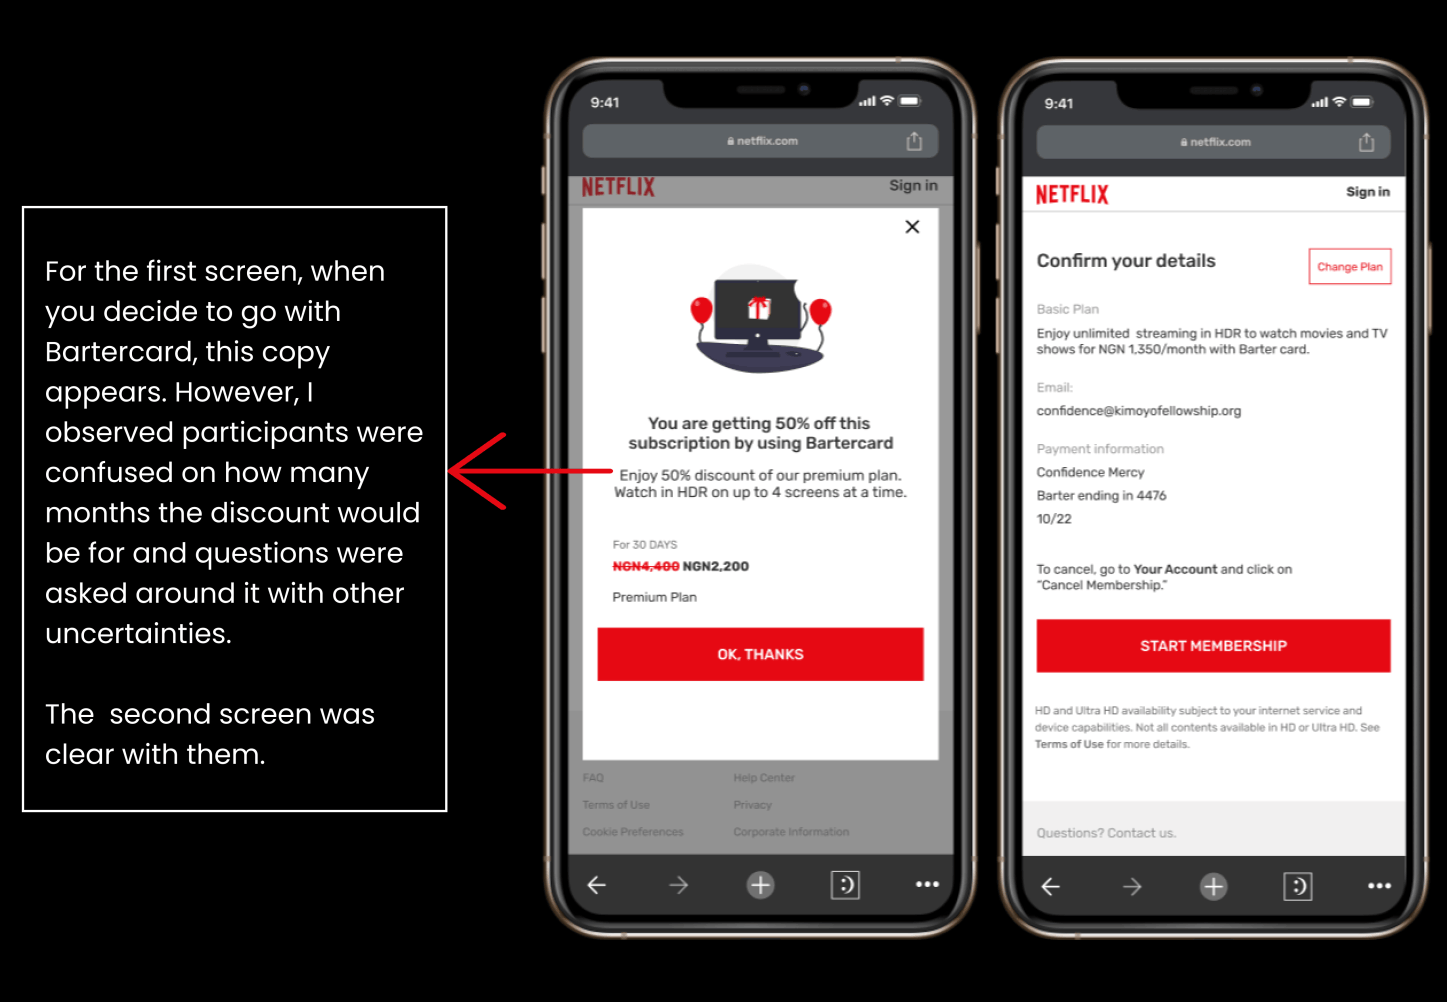 For the first screen, when
you decide to go with
Bartercard, this copy
appears. However, I
observed participants were
confused on how many
months the discount would
be for and questions were
asked around it with other
uncertainties.
The  second screen was
clear with them.
9:41
netflix.com
NETFLIX
Sign in
You are getting 50% off this
subscription by using Bartercard
Enjoy 50% discount of our premium plan.
Watch in HDR on up to 4 screens at a time.
For 30 DAYS
NGN4,400 NGN2,200
Premium Plan
OK, THANKS
FAQ
Help Center
Terms of Use
Privacy
Cookie Preferences
Corporate Information
9:41
netflix.com
NETFLIX
Sign in
Confirm your details
Change Plan
Basic Plan
Enjoy unlimited  streaming in HDR to watch movies and TV
shows for NGN 1,350/month with Barter card.
Email:
confidence@kimoyofellowship.org
Payment information
Confidence Mercy
Barter ending in 4476
10/22
To cancel, go to Your Account and click on
“Cancel Membership.”
START MEMBERSHIP
HD and Ultra HD availability subject to your internet service and
device capabilities. Not all contents available in HD or Ultra HD. See
Terms of Use for more details.
Questions? Contact us.